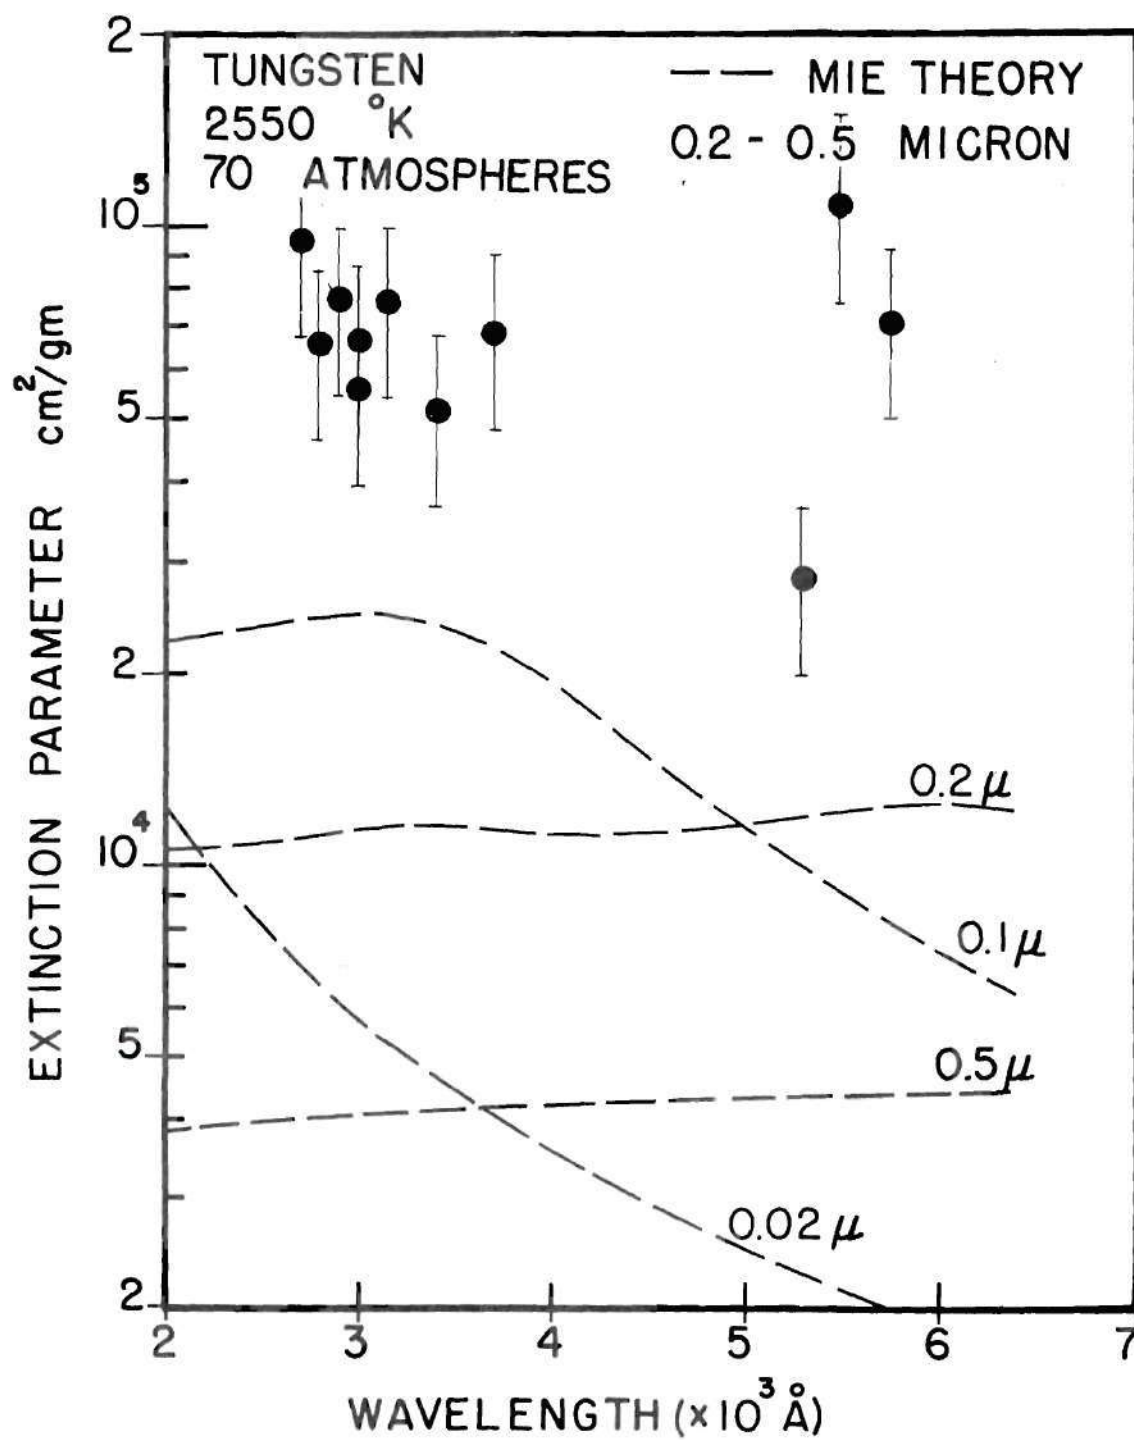 TUNGSTEN
2550 °K
70 ATMOSPHERES
— — MIE THEORY
0.2 - 0.5 MICRON
EXTINCTION PARAMETER cm²/gm
2
10⁵
5
2
10⁴
5
2
0.2 μ
0.1 μ
0.5 μ
0.02 μ
2 3 4 5 6 7
WAVELENGTH (×10³ Å)